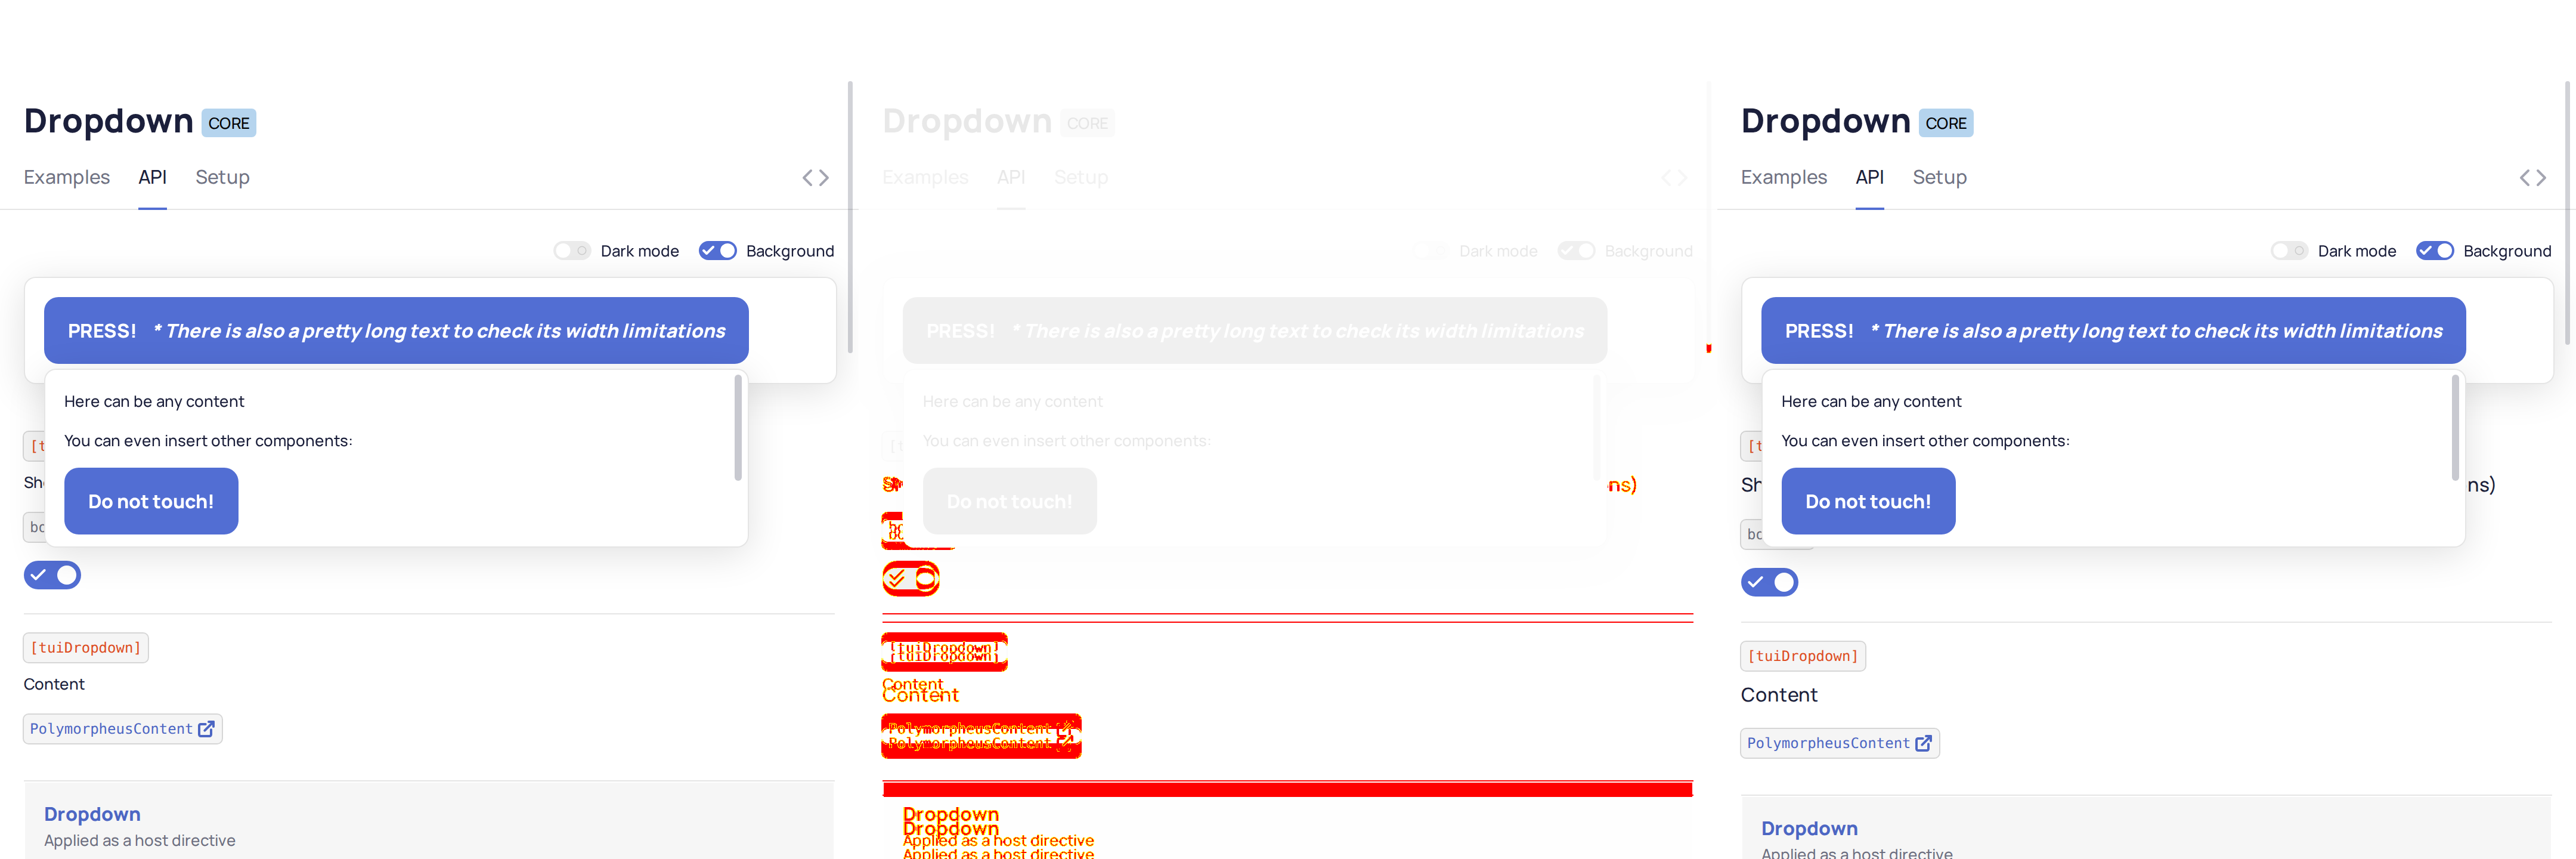 Dropdown CORE
Examples API Setup
Dark mode Background
PRESS! * There is also a pretty long text to check its width limitations
Here can be any content
You can even insert other components:
[t
Sh
Do not touch!
bc
[tuiDropdown]
Content
PolymorpheusContent
Dropdown
Applied as a host directive
Dropdown CORE
Examples API Setup
Dark mode Background
PRESS! * There is also a pretty long text to check its width limitations
Here can be any content
You can even insert other components:
[t
ns)
Do not touch!
[tuiDropdown]
[tuiDropdown]
Content
Content
PolymorpheusContent
PolymorpheusContent
Dropdown
Dropdown
Applied as a host directive
Applied as a host directive
Dropdown CORE
Examples API Setup
Dark mode Background
PRESS! * There is also a pretty long text to check its width limitations
Here can be any content
You can even insert other components:
[t
Sh
ns)
Do not touch!
bc
[tuiDropdown]
Content
PolymorpheusContent
Dropdown
Applied as a host directive